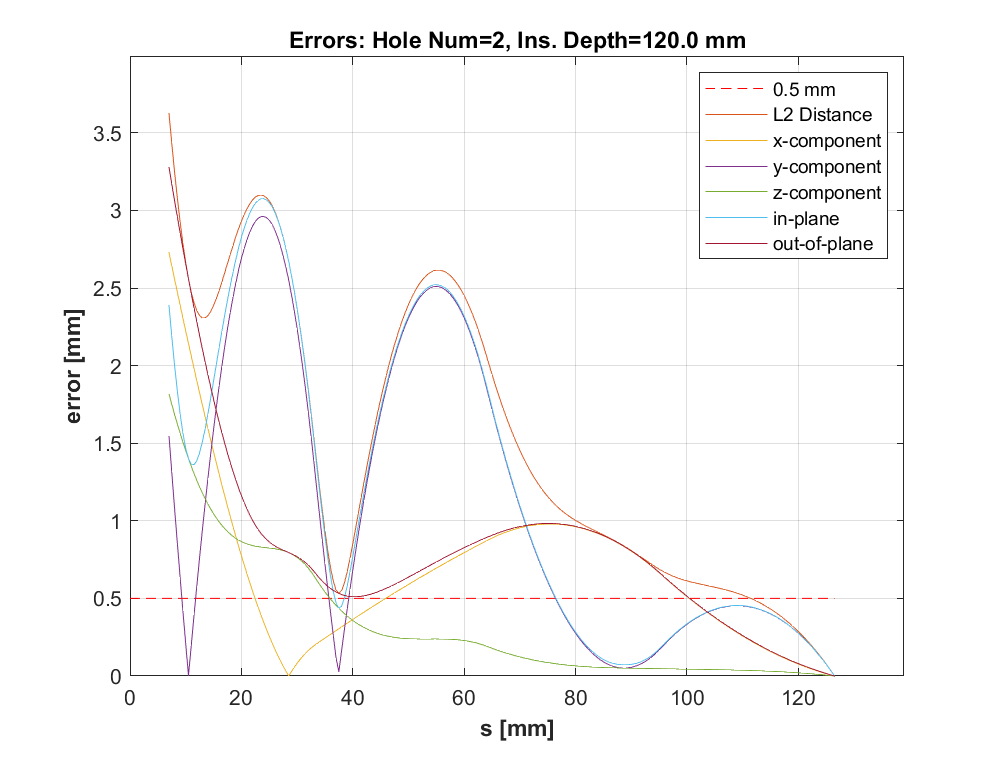 Errors: Hole Num=2, Ins. Depth=120.0 mm
0.5 mm
L2 Distance
x-component
y-component
z-component
in-plane
out-of-plane
error [mm]
3.5
3
2.5
2
1.5
1
0.5
0
0 20 40 60 80 100 120
s [mm]